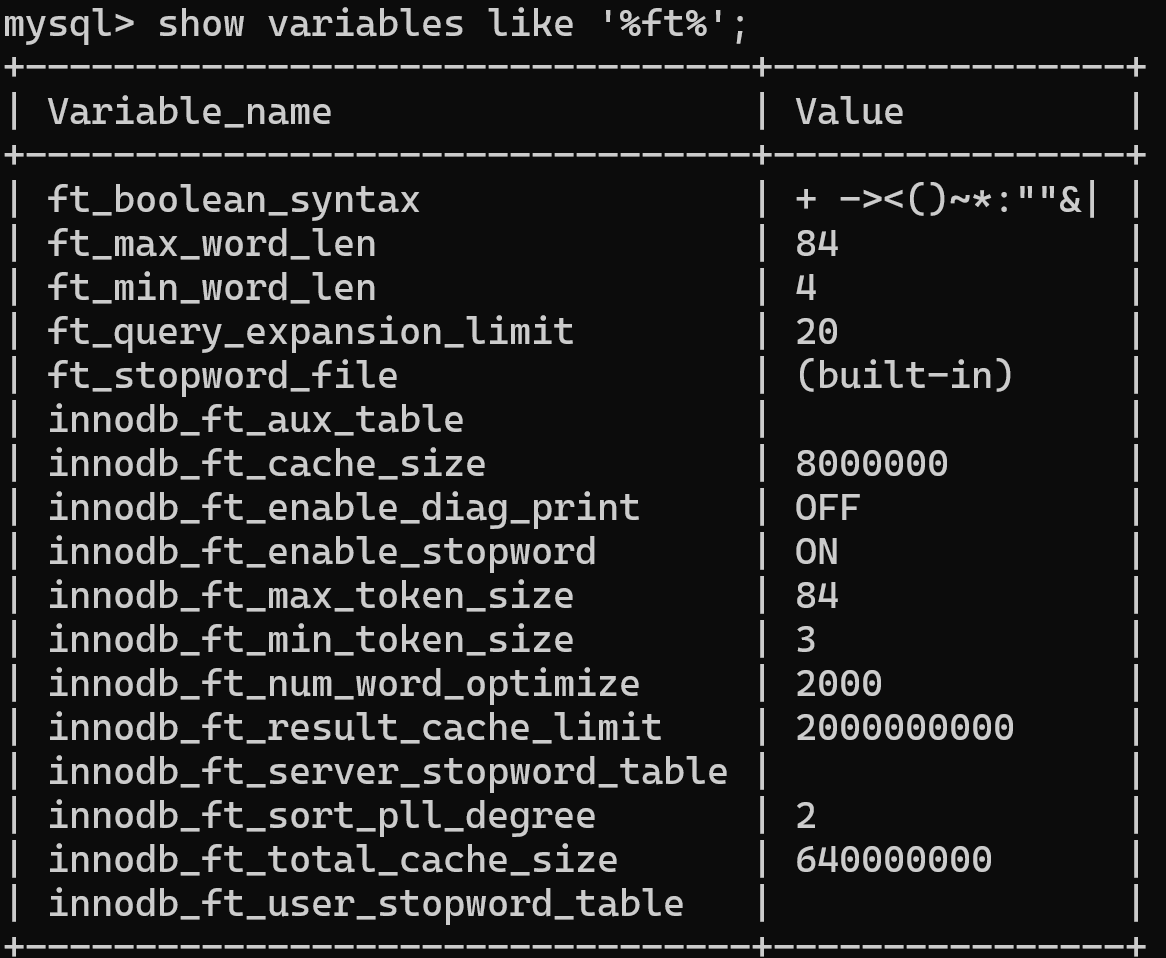 mysql> show variables like '%ft%';
+---------------------------------+----------------+
| Variable_name                   | Value          |
+---------------------------------+----------------+
| ft_boolean_syntax               | + -><()~*:""&| |
| ft_max_word_len                 | 84             |
| ft_min_word_len                 | 4              |
| ft_query_expansion_limit        | 20             |
| ft_stopword_file                | (built-in)     |
| innodb_ft_aux_table             |                |
| innodb_ft_cache_size            | 8000000        |
| innodb_ft_enable_diag_print     | OFF            |
| innodb_ft_enable_stopword       | ON             |
| innodb_ft_max_token_size        | 84             |
| innodb_ft_min_token_size        | 3              |
| innodb_ft_num_word_optimize     | 2000           |
| innodb_ft_result_cache_limit    | 2000000000     |
| innodb_ft_server_stopword_table |                |
| innodb_ft_sort_pll_degree       | 2              |
| innodb_ft_total_cache_size      | 640000000      |
| innodb_ft_user_stopword_table   |                |
+---------------------------------+----------------+